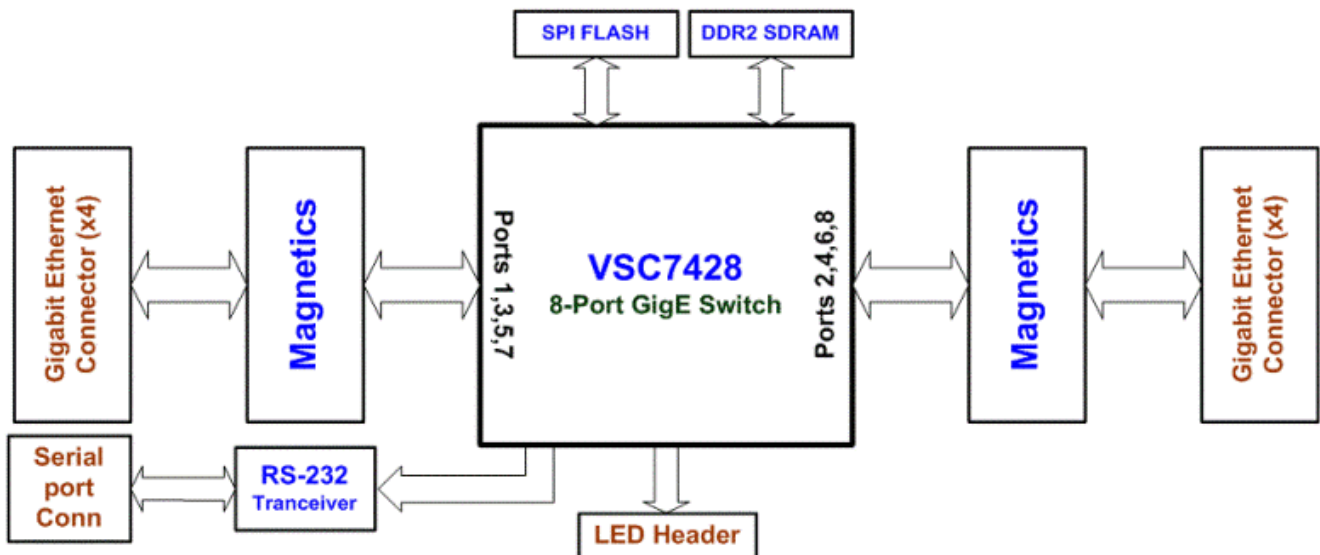 SPI FLASH
DDR2 SDRAM
Gigabit Ethernet
Connector (x4)
Magnetics
Ports 1,3,5,7
VSC7428
8-Port GigE Switch
Ports 2,4,6,8
Magnetics
Gigabit Ethernet
Connector (x4)
Serial
port
Conn
RS-232
Tranceiver
LED Header